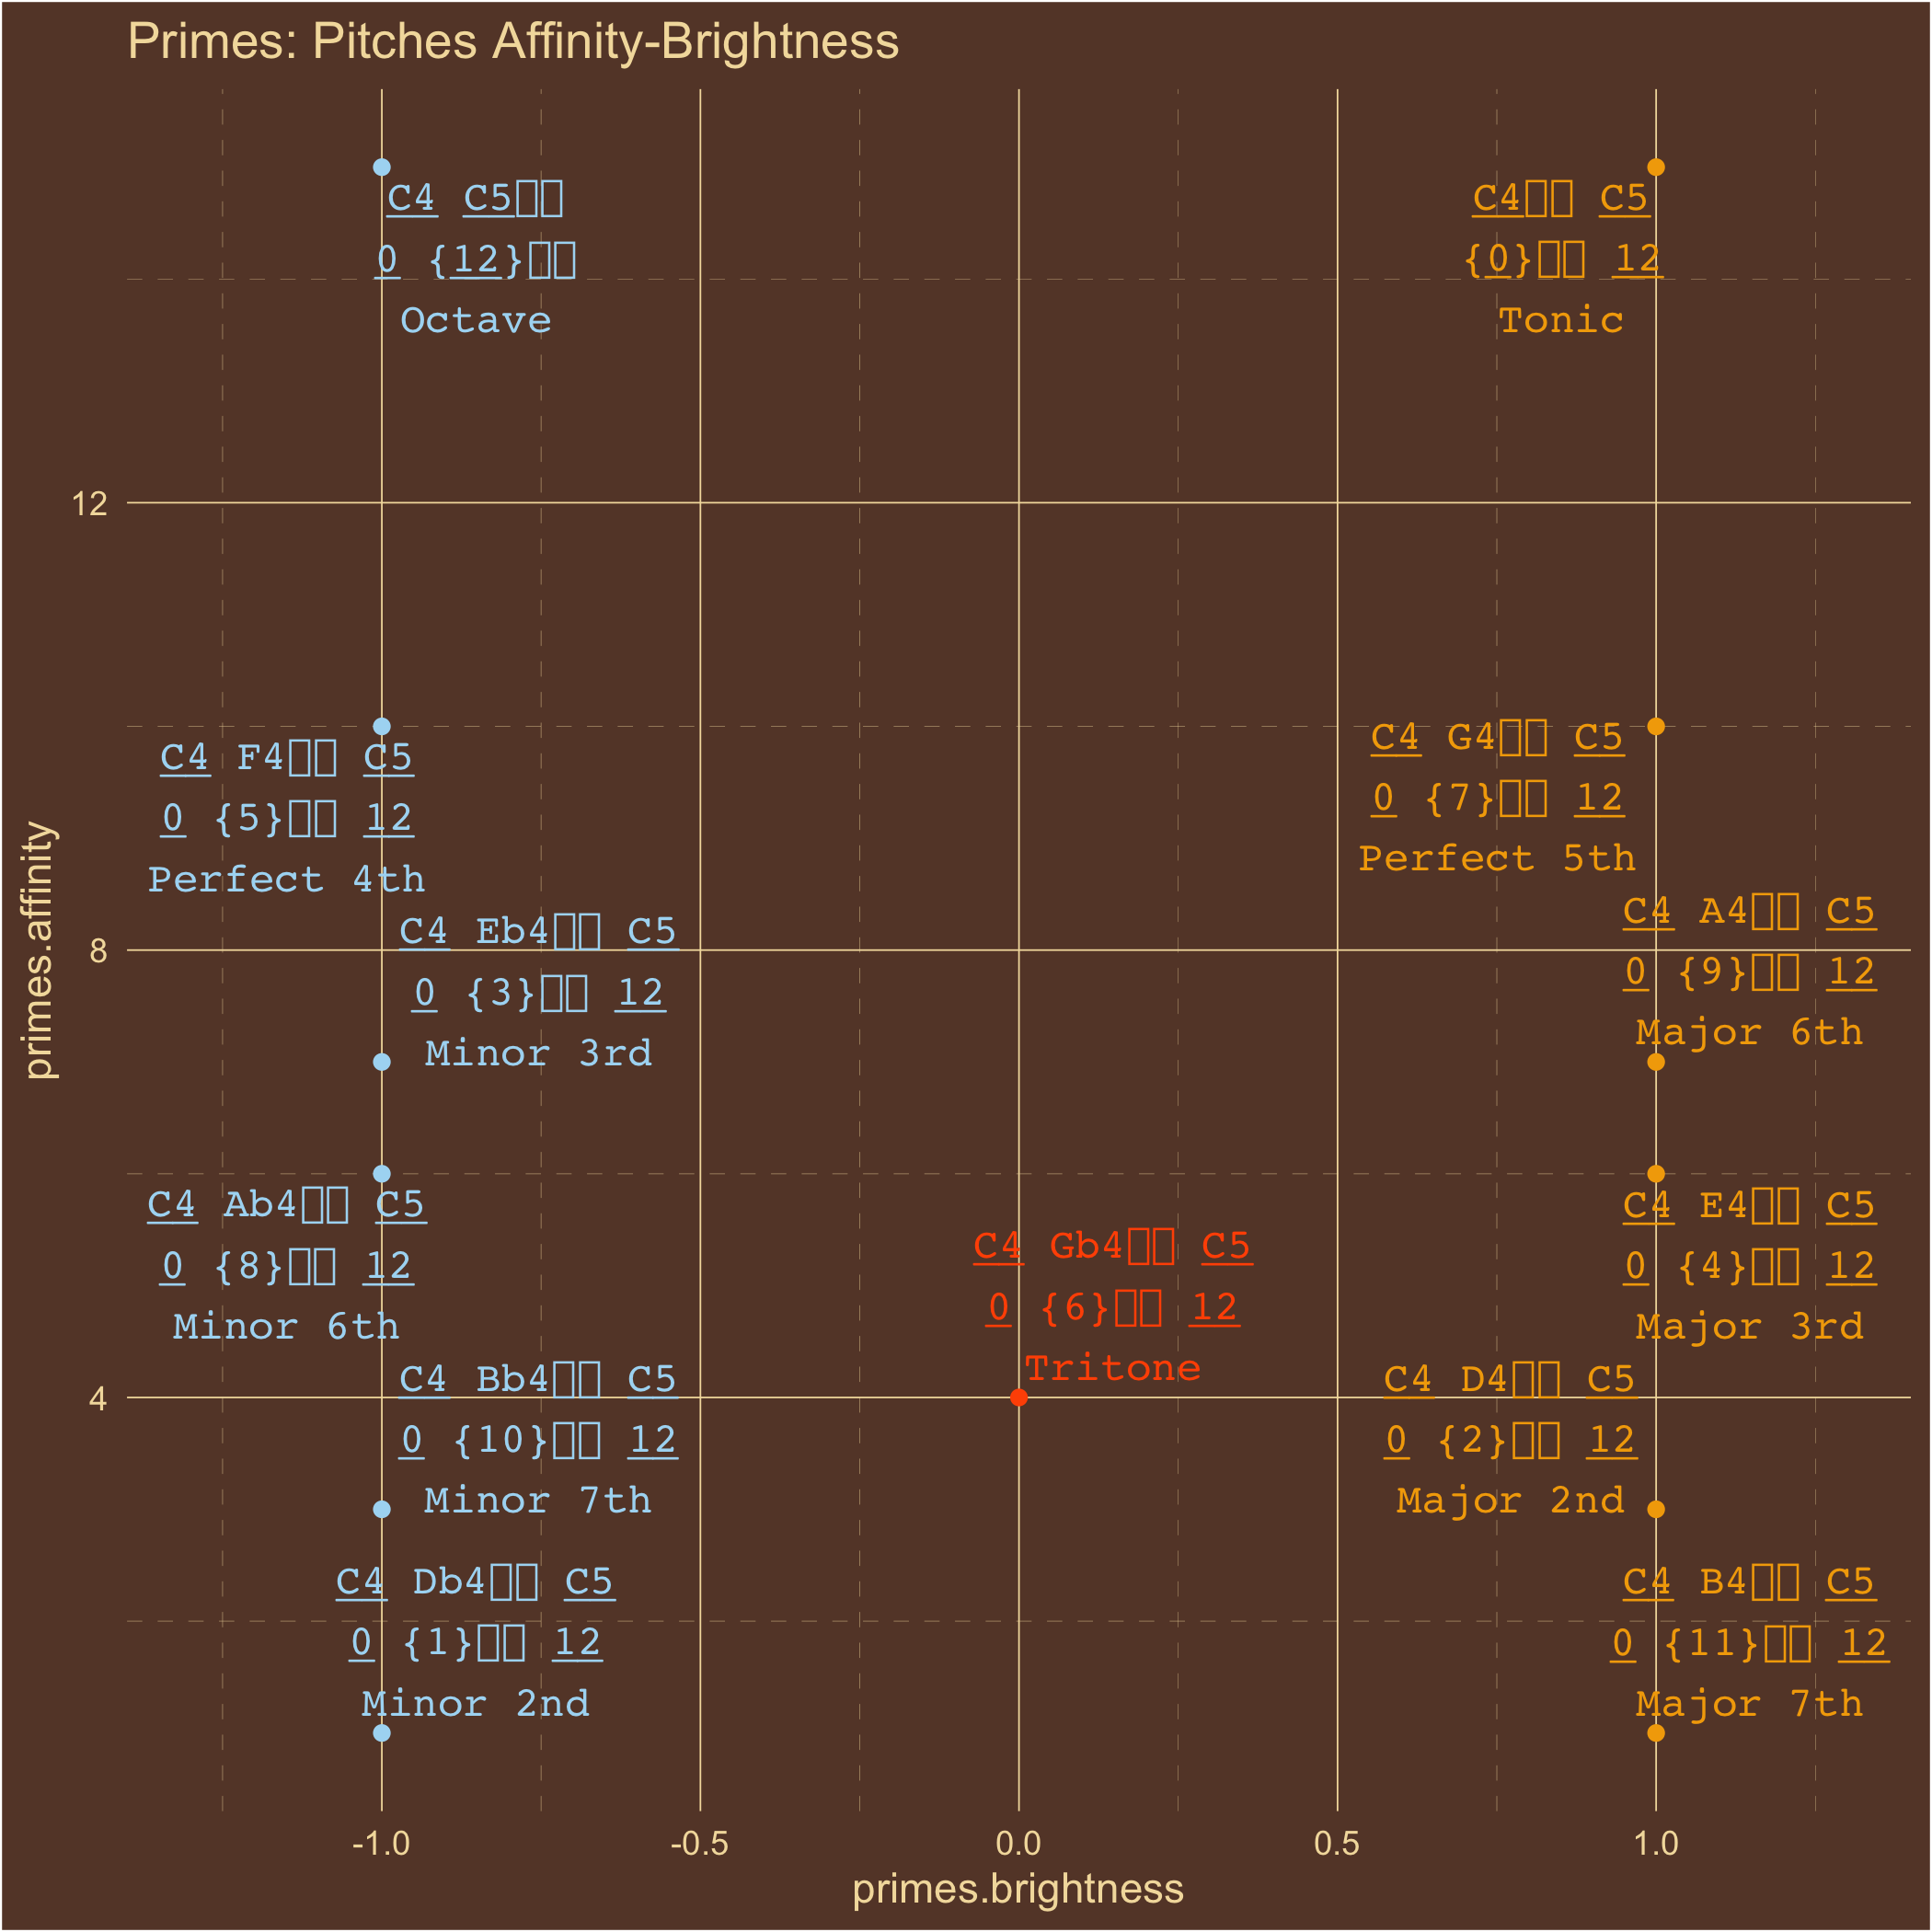 Primes: Pitches Affinity-Brightness
C4 C5▯▯
0 {12}▯▯
Octave
C4▯▯ C5
{0}▯▯ 12
Tonic
12
C4 F4▯▯ C5
0 {5}▯▯ 12
Perfect 4th
C4 G4▯▯ C5
0 {7}▯▯ 12
Perfect 5th
C4 Eb4▯▯ C5
0 {3}▯▯ 12
Minor 3rd
C4 A4▯▯ C5
0 {9}▯▯ 12
Major 6th
8
primes.affinity
C4 Ab4▯▯ C5
0 {8}▯▯ 12
Minor 6th
C4 Gb4▯▯ C5
0 {6}▯▯ 12
Tritone
C4 E4▯▯ C5
0 {4}▯▯ 12
Major 3rd
4
C4 Bb4▯▯ C5
0 {10}▯▯ 12
Minor 7th
C4 D4▯▯ C5
0 {2}▯▯ 12
Major 2nd
C4 Db4▯▯ C5
0 {1}▯▯ 12
Minor 2nd
C4 B4▯▯ C5
0 {11}▯▯ 12
Major 7th
-1.0 -0.5 0.0 0.5 1.0
primes.brightness